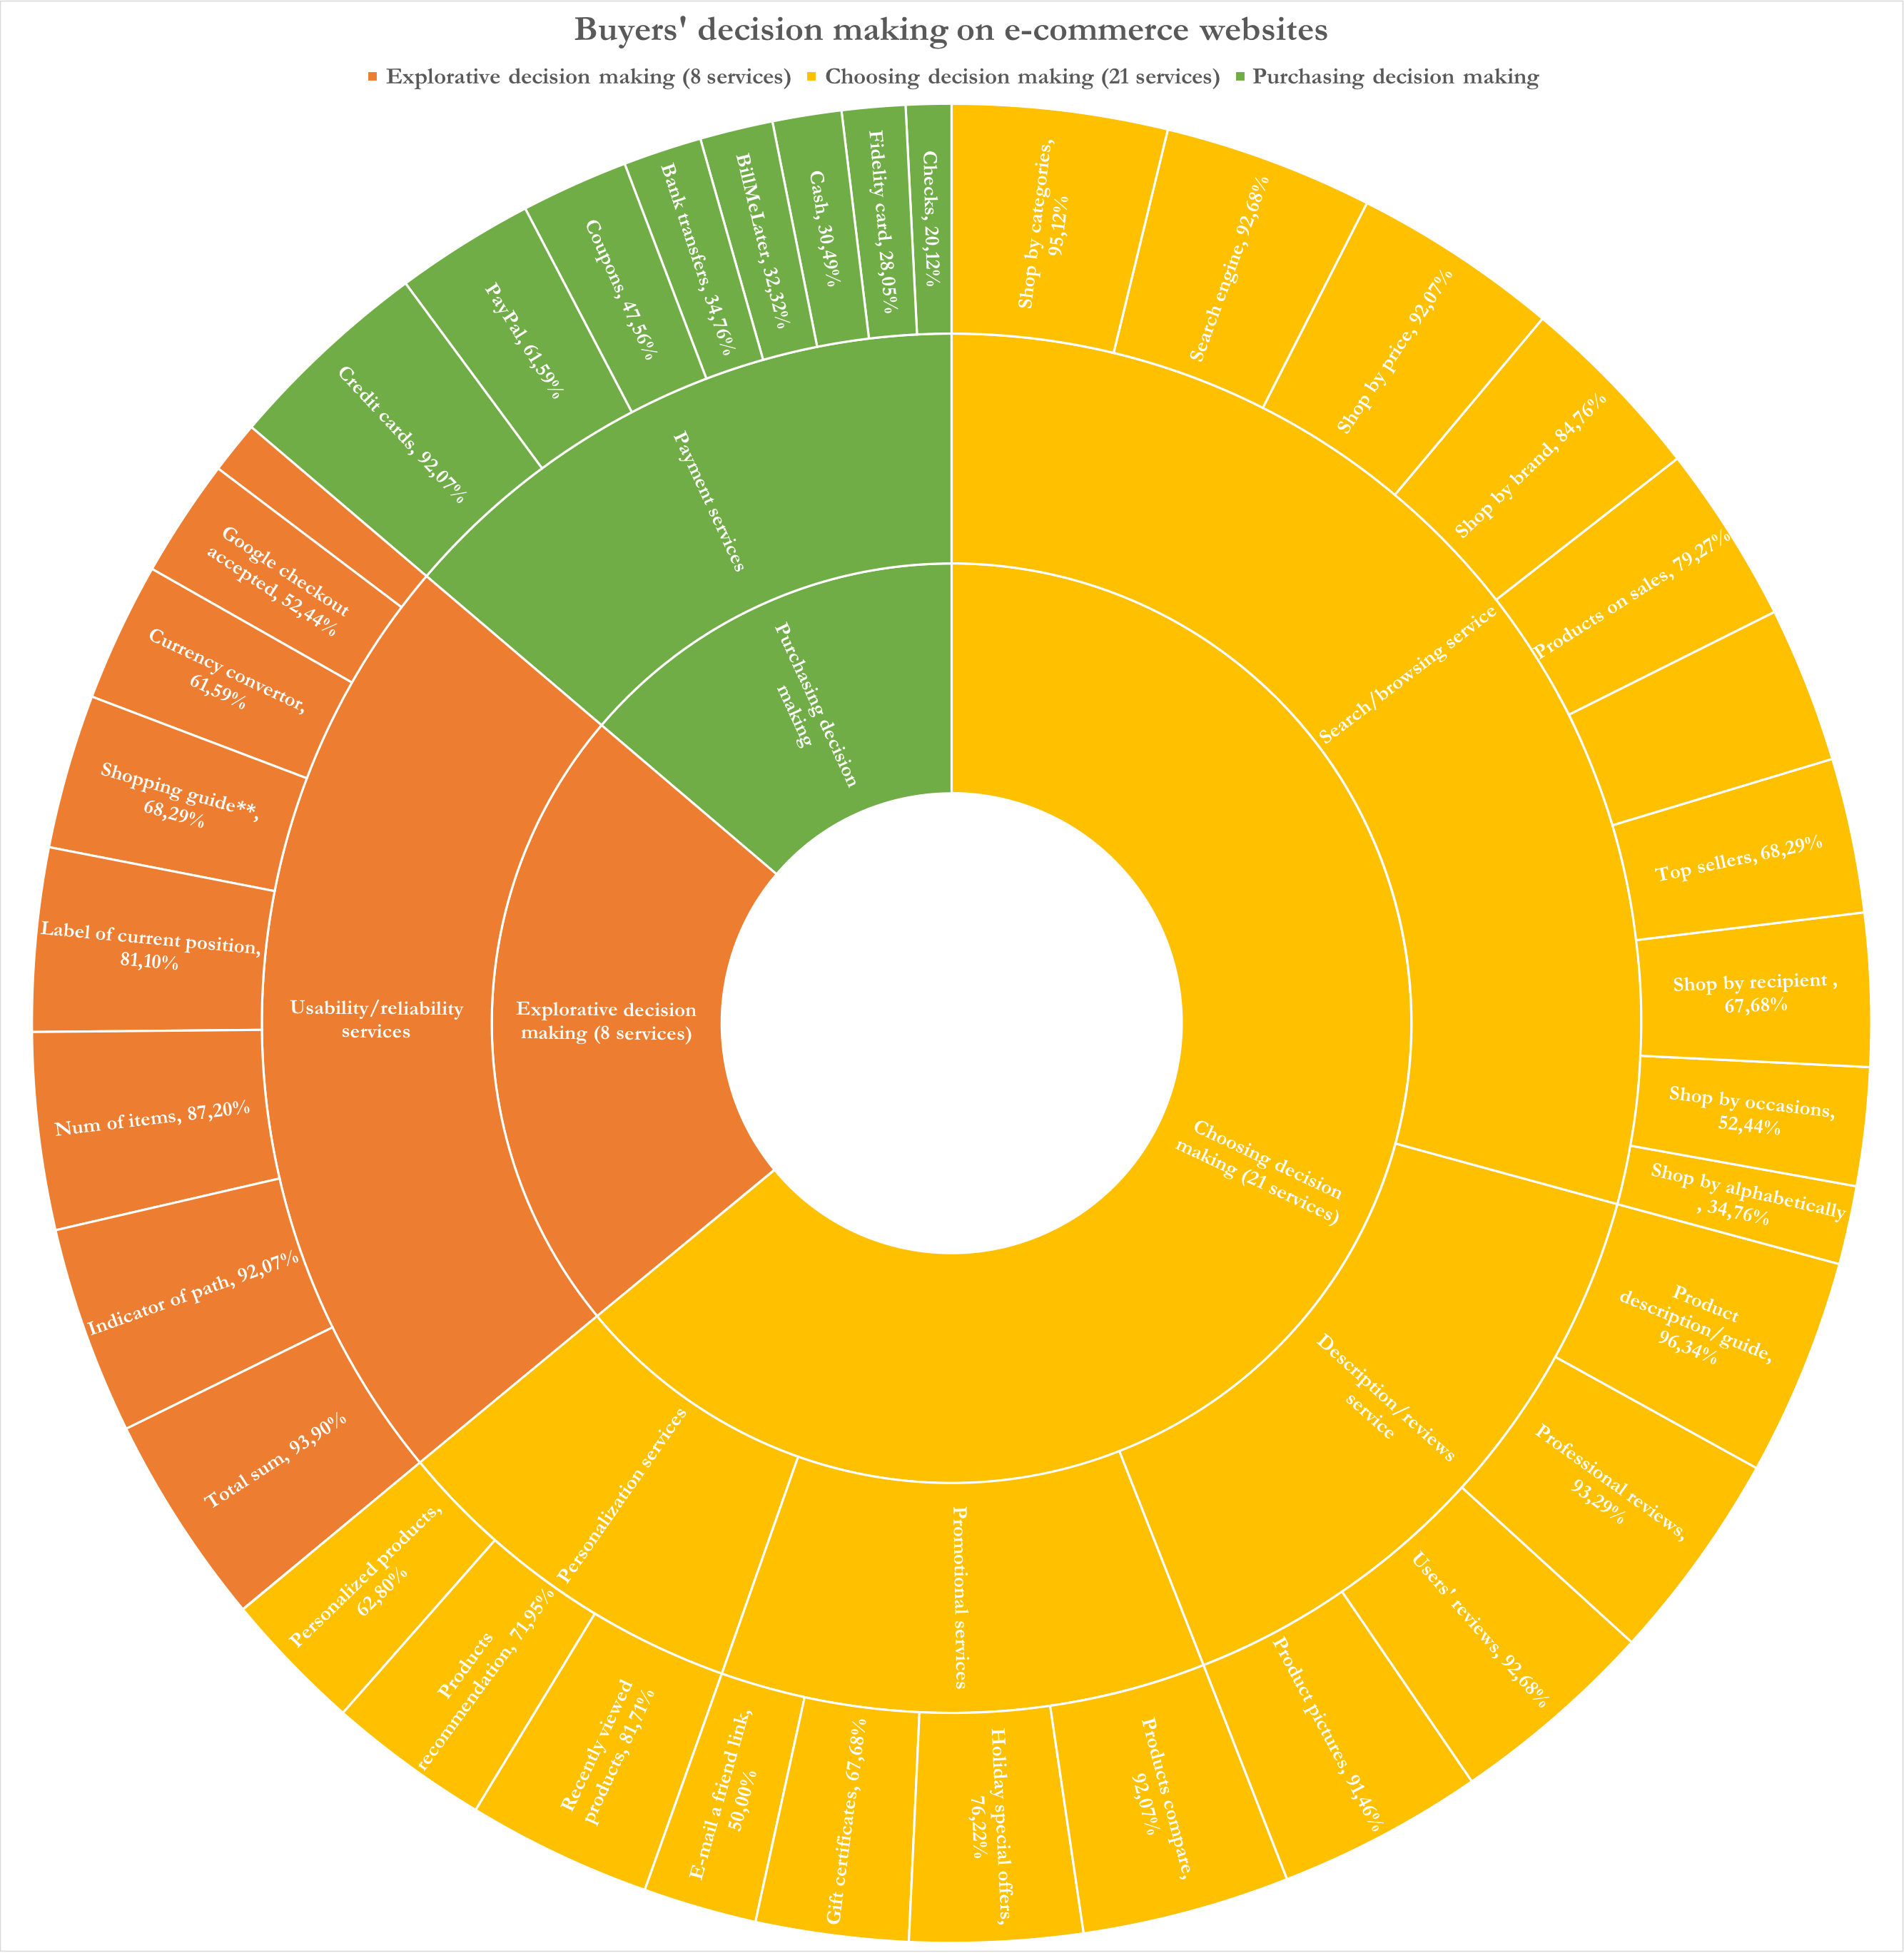 Buyers' decision making on e-commerce websites
Explorative decision making (8 services)
Choosing decision making (21 services)
Purchasing decision making
Shop by categories,
95,12%
Search engine, 92,68%
Shop by price, 92,07%
Shop by brand, 84,76%
Products on sales, 79,27%
Top sellers, 68,29%
Shop by recipient ,
67,68%
Shop by occasions,
52,44%
Shop by alphabetically
, 34,76%
Search/browsing service
Product
description/guide,
96,34%
Professional reviews,
93,29%
Users' reviews, 92,68%
Product pictures, 91,46%
Description/reviews
service
Products compare,
92,07%
Holiday special offers,
76,22%
Gift certificates, 67,68%
E-mail a friend link,
50,00%
Promotional services
Recently viewed
products, 81,71%
Products
recommendation, 71,95%
Personalized products,
62,80%
Personalization services
Choosing decision
making (21 services)
Total sum, 93,90%
Indicator of path, 92,07%
Num of items, 87,20%
Label of current position,
81,10%
Shopping guide**,
68,29%
Currency convertor,
61,59%
Google checkout
accepted, 52,44%
Usability/reliability
services
Explorative decision
making (8 services)
Credit cards, 92,07%
PayPal, 61,59%
Coupons, 47,56%
Bank transfers, 34,76%
BillMeLater, 32,32%
Cash, 30,49%
Fidelity card, 28,05%
Checks, 20,12%
Payment services
Purchasing decision
making